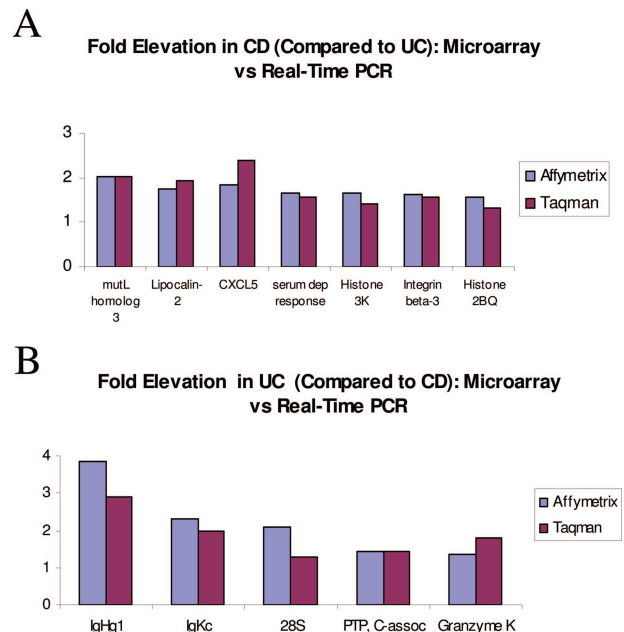 A
Fold Elevation in CD (Compared to UC): Microarray
vs Real-Time PCR
3
2
1
0
Affymetrix
Taqman
mutL Lipocalin- CXCL5 serum dep Histone Integrin Histone
homolog 2 response 3K beta-3 2BQ
3
B
Fold Elevation in UC (Compared to CD): Microarray
vs Real-Time PCR
4
3
2
1
0
Affymetrix
Taqman
IgHg1 IgKc 28S PTP, C-assoc Granzyme K